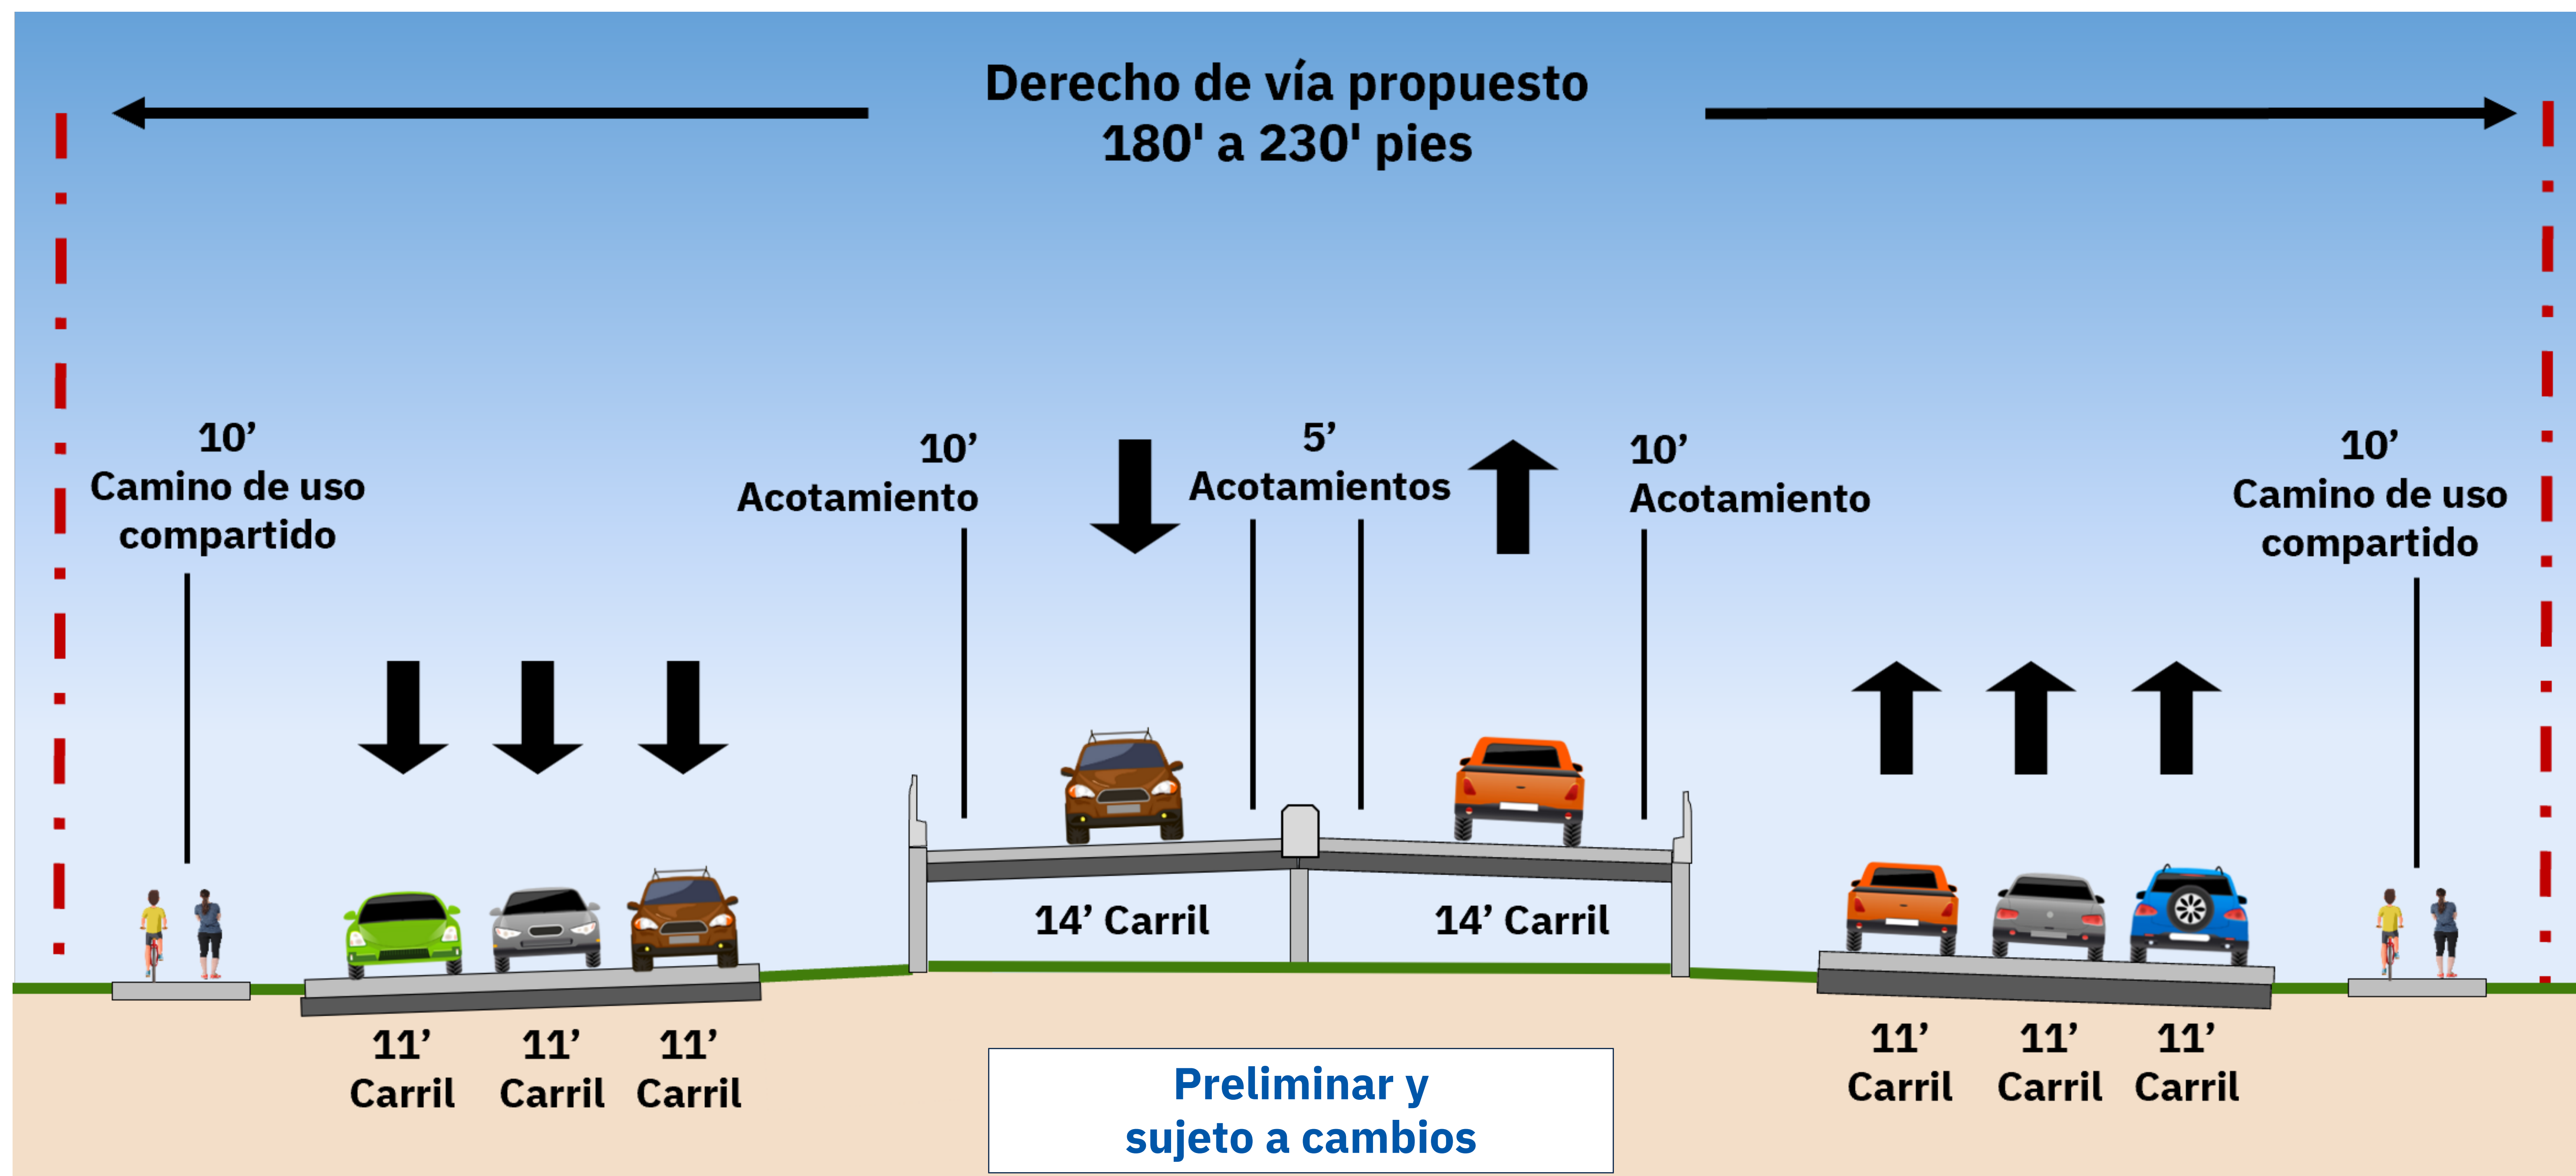 Derecho de vía propuesto
180' a 230' pies
10’
Camino de uso
compartido
10’
Acotamiento
5’
Acotamientos
10’
Acotamiento
10’
Camino de uso
compartido
14’ Carril
14’ Carril
11’
Carril
11’
Carril
11’
Carril
11’
Carril
11’
Carril
11’
Carril
Preliminar y
sujeto a cambios